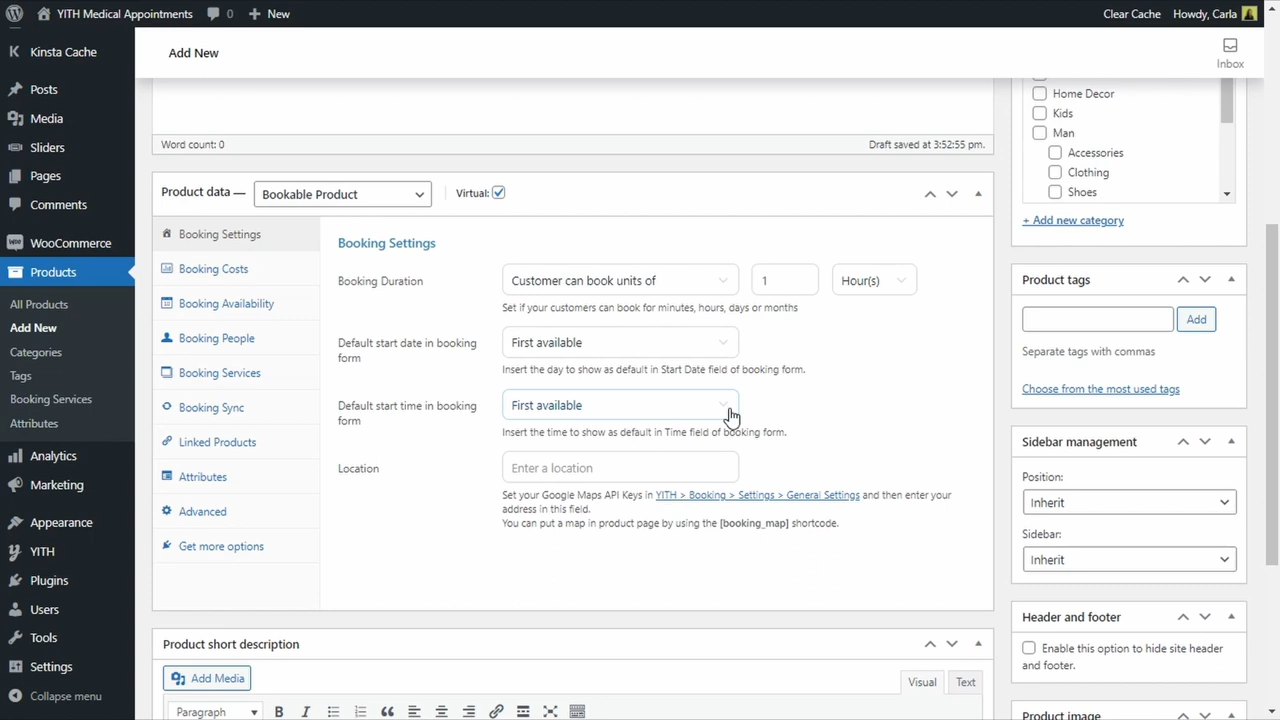 YITH Medical Appointments
0
New
Clear Cache
Howdy, Carla
Kinsta Cache
Posts
Media
Sliders
Pages
Comments
WooCommerce
Products
All Products
Add New
Categories
Tags
Booking Services
Attributes
Analytics
Marketing
Appearance
YITH
Plugins
Users
Tools
Settings
Collapse menu
Add New
Inbox
Word count: 0
Draft saved at 3:52:55 pm.
Product data —
Bookable Product
Virtual:
Booking Settings
Booking Costs
Booking Availability
Booking People
Booking Services
Booking Sync
Linked Products
Attributes
Advanced
Get more options
Booking Settings
Booking Duration
Customer can book units of
1
Hour(s)
Set if your customers can book for minutes, hours, days or months
Default start date in booking
form
First available
Insert the day to show as default in Start Date field of booking form.
Default start time in booking
form
First available
Insert the time to show as default in Time field of booking form.
Location
Enter a location
Set your Google Maps API Keys in YITH > Booking > Settings > General Settings and then enter your
address in this field.
You can put a map in product page by using the [booking_map] shortcode.
Product short description
Add Media
Visual
Text
Paragraph
B
I
Home Decor
Kids
Man
Accessories
Clothing
Shoes
+ Add new category
Product tags
Add
Separate tags with commas
Choose from the most used tags
Sidebar management
Position:
Inherit
Sidebar:
Inherit
Header and footer
Enable this option to hide site header
and footer.
Product image